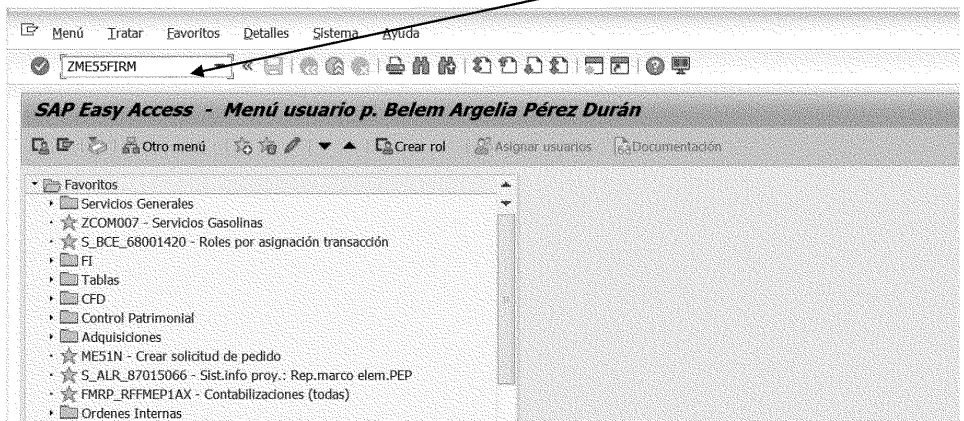 Menú Tratar Favoritos Detalles Sistema Ayuda
ZME55FIRM
SAP Easy Access - Menú usuario p. Belem Argelia Pérez Durán
Otro menú Crear rol Asignar usuarios Documentación
Favoritos
Servicios Generales
ZCOM007 - Servicios Gasolinas
S_BCE_68001420 - Roles por asignación transacción
FI
Tablas
CFD
Control Patrimonial
Adquisiciones
ME51N - Crear solicitud de pedido
S_ALR_87015066 - Sist.info proy.: Rep.marco elem.PEP
FMRP_RFFMEP1AX - Contabilizaciones (todas)
Ordenes Internas